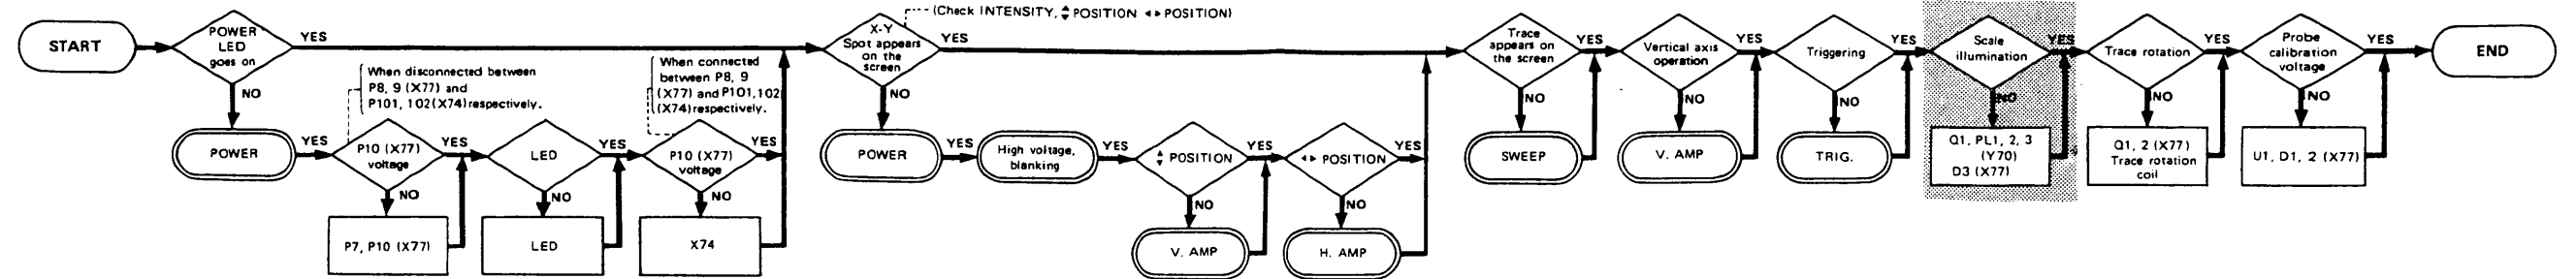 START
POWER
LED
goes on
YES
NO
POWER
YES
When disconnected between
P8, 9 (X77) and
P101, 102(X74)respectively.
P10 (X77)
voltage
YES
NO
P7, P10 (X77)
LED
YES
NO
LED
When connected
between P8, 9
(X77) and P101,102
(X74)respectively.
P10 (X77)
voltage
YES
NO
X74
(Check INTENSITY, ▲▼ POSITION ◄► POSITION)
X-Y
Spot appears
on the
screen
YES
NO
POWER
YES
High voltage,
blanking
YES
▲▼ POSITION
YES
NO
V. AMP
◄► POSITION
YES
NO
H. AMP
Trace
appears on
the screen
YES
NO
SWEEP
Vertical axis
operation
YES
NO
V. AMP
Triggering
YES
NO
TRIG.
Scale
illumination
YES
NO
Q1, PL1, 2, 3
(Y70)
D3 (X77)
Trace rotation
YES
NO
Q1, 2 (X77)
Trace rotation
coil
Probe
calibration
voltage
YES
NO
U1, D1, 2 (X77)
END